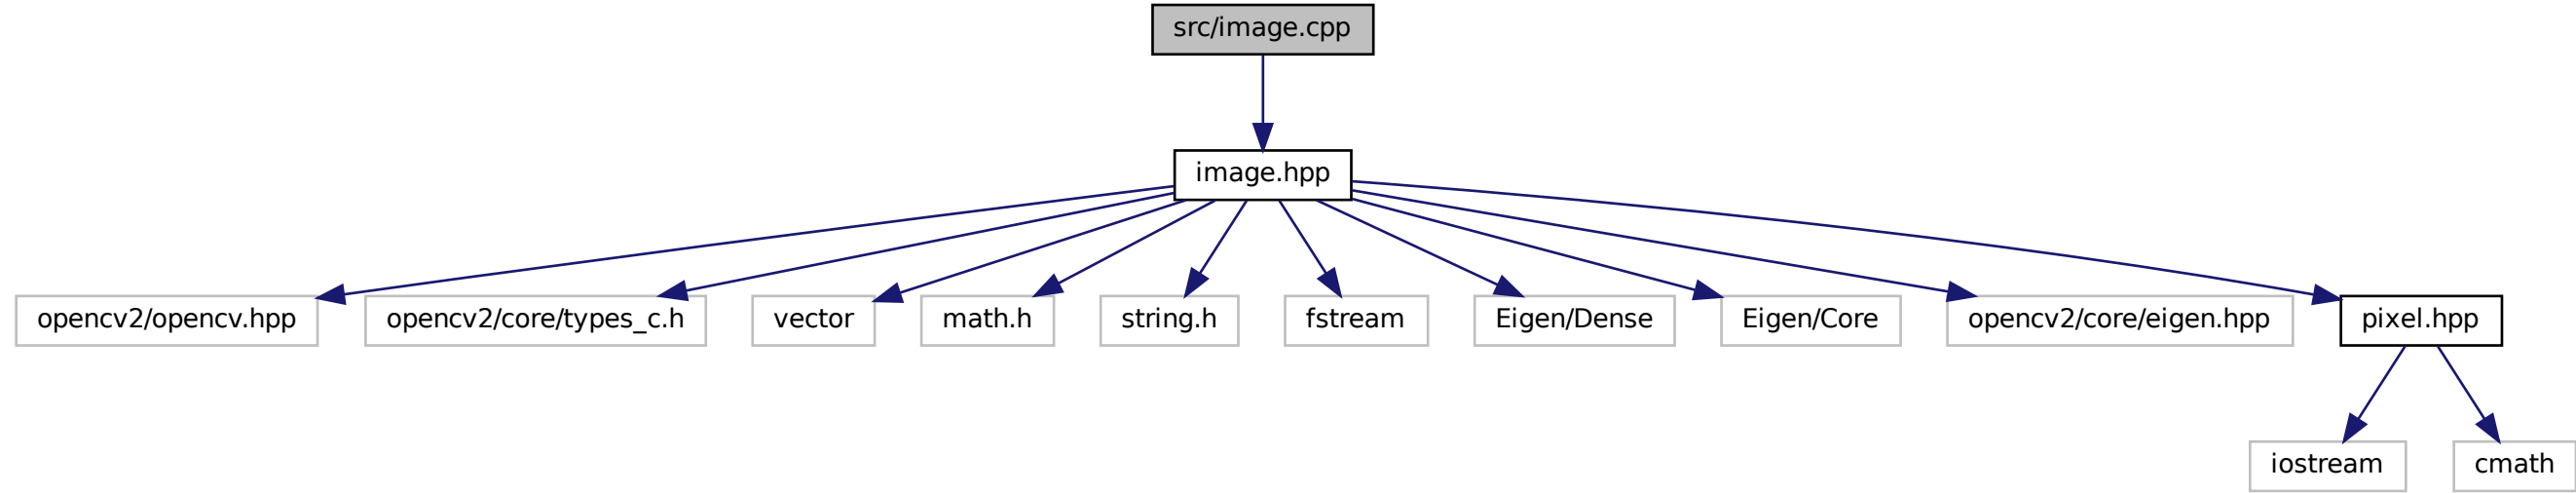 src/image.cpp
image.hpp
opencv2/opencv.hpp
opencv2/core/types_c.h
vector
math.h
string.h
fstream
Eigen/Dense
Eigen/Core
opencv2/core/eigen.hpp
pixel.hpp
iostream
cmath